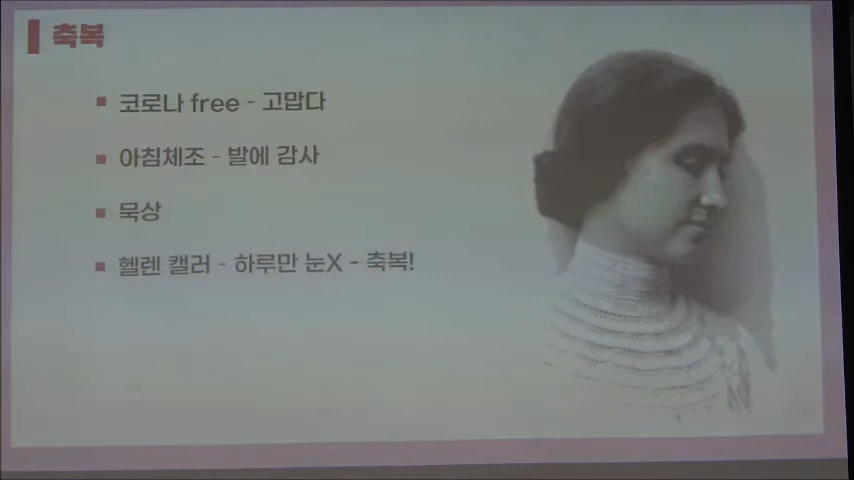 축복
코로나 free - 고맙다
아침체조 - 발에 감사
묵상
헬렌 캘러 - 하루만 눈X - 축복!